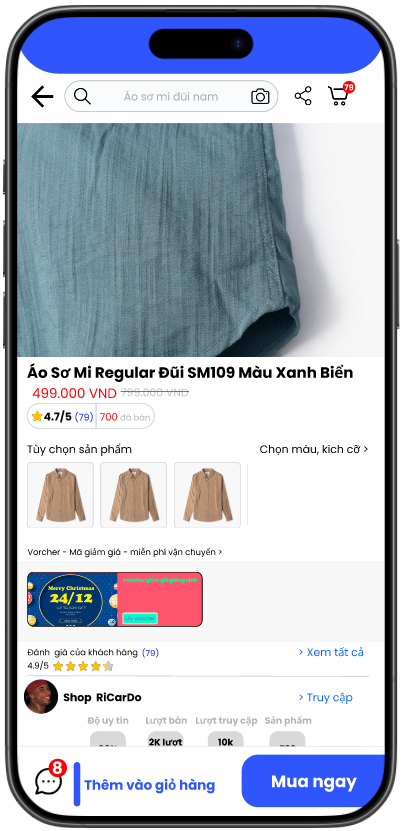 Áo sơ mi đũi nam
79
Áo Sơ Mi Regular Đũi SM109 Màu Xanh Biển
499.000 VND 799.000 VND
4.7/5 (79) 700 đã bán
Tùy chọn sản phẩm Chọn màu, kích cỡ >
Vorcher - Mã giảm giá - miễn phí vận chuyển >
Merry Christmas
24/12
UP TO 50% OFF
Lấy voucher
Đánh giá của khách hàng (79) > Xem tất cả
4.9/5
Shop RiCarDo > Truy cập
Độ uy tín Lượt bán Lượt truy cập Sản phẩm
2K lượt 10k
8
Thêm vào giỏ hàng Mua ngay